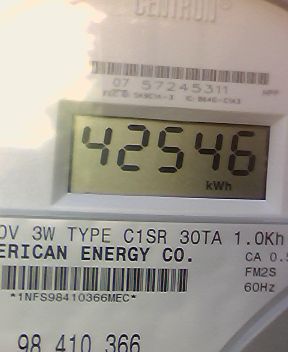 CENTRON
07 57245311
42546
kWh
0V 3W TYPE C1SR 30TA 1.0Kh
ERICAN ENERGY CO.
CA 0.5
FM2S
*1NFS98410366MEC*
60Hz
98 410 366